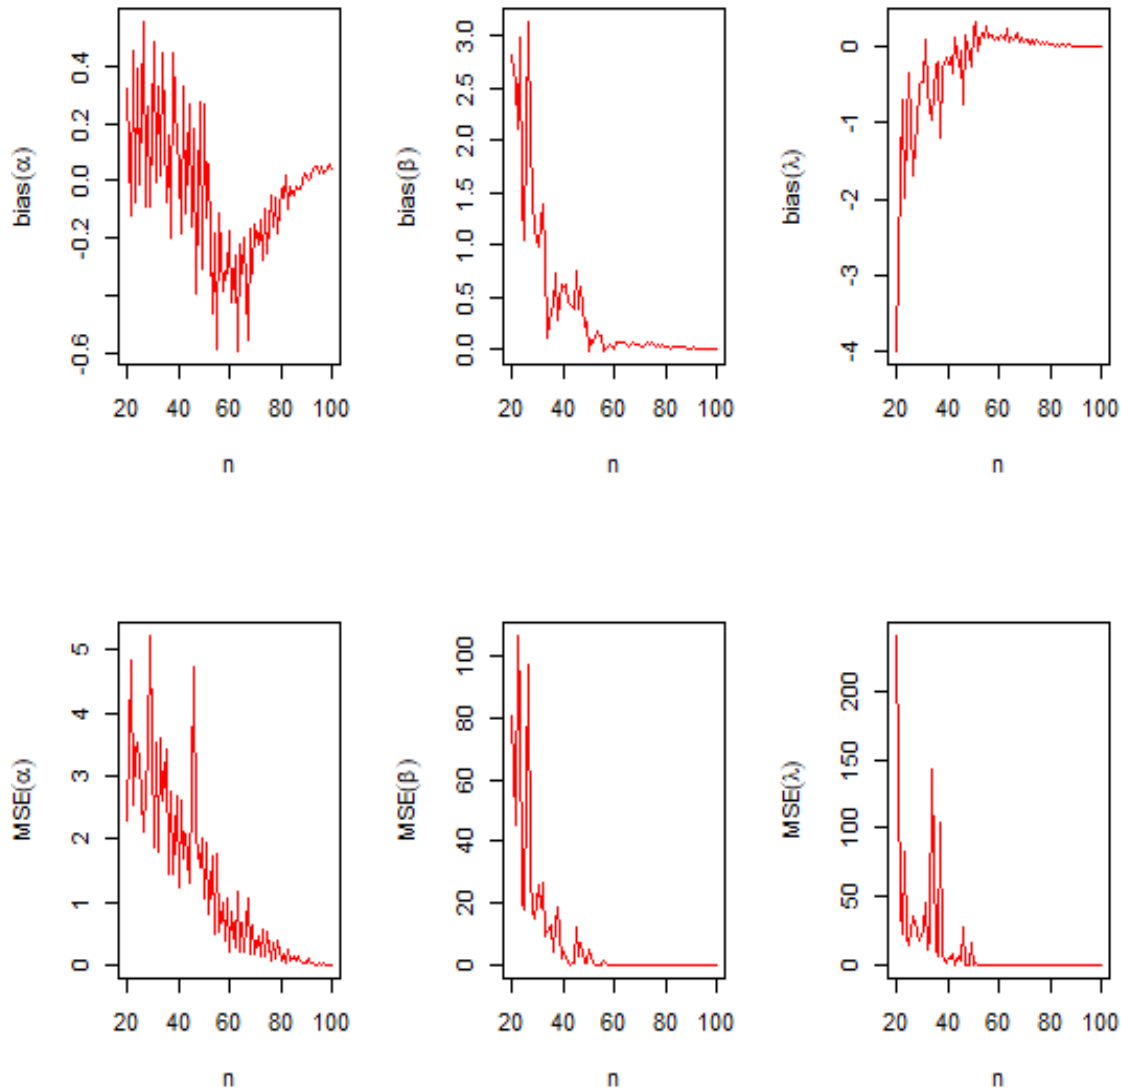 bias(α)
-0.6 -0.2 0.0 0.2 0.4
20 40 60 80 100
n
bias(β)
0.0 0.5 1.0 1.5 2.0 2.5 3.0
20 40 60 80 100
n
bias(λ)
-4 -3 -2 -1 0
20 40 60 80 100
n
MSE(α)
0 1 2 3 4 5
20 40 60 80 100
n
MSE(β)
0 20 40 60 80 100
20 40 60 80 100
n
MSE(λ)
0 50 100 150 200
20 40 60 80 100
n